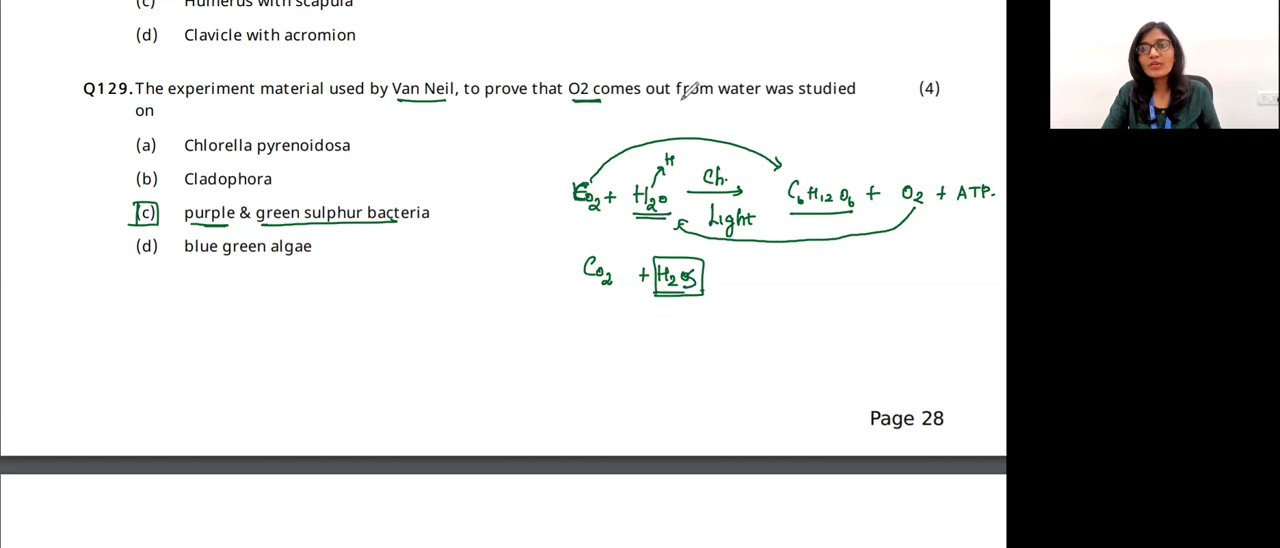 (c) Humerus with scapula
(d) Clavicle with acromion
Q129. The experiment material used by Van Neil, to prove that O2 comes out from water was studied (4)
on
(a) Chlorella pyrenoidosa
(b) Cladophora
(c) purple & green sulphur bacteria
(d) blue green algae
H
CO2 + H2O Ch. Light C6H12O6 + O2 + ATP.
CO2 + H2S
Page 28